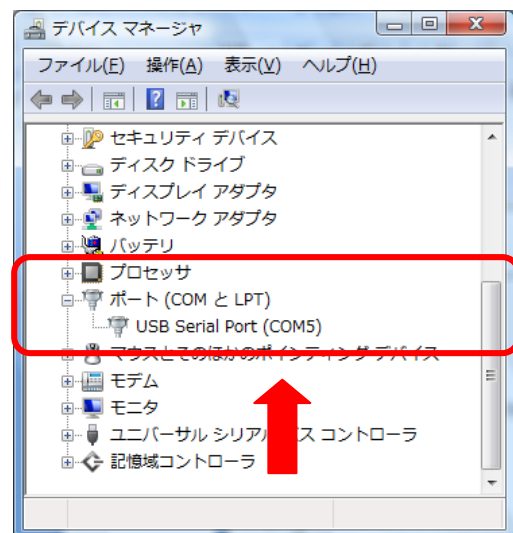 デバイス マネージャ
ファイル(F) 操作(A) 表示(V) ヘルプ(H)
セキュリティ デバイス
ディスク ドライブ
ディスプレイ アダプタ
ネットワーク アダプタ
バッテリ
プロセッサ
ポート (COM と LPT)
USB Serial Port (COM5)
マウスとそのほかのポインティング デバイス
モデム
モニタ
ユニバーサル シリアル バス コントローラ
記憶域コントローラ